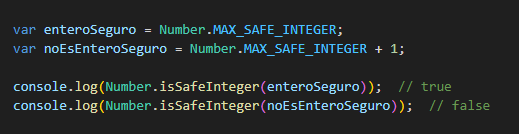 var enteroSeguro = Number.MAX_SAFE_INTEGER;
var noEsEnteroSeguro = Number.MAX_SAFE_INTEGER + 1;
console.log(Number.isSafeInteger(enteroSeguro));  // true
console.log(Number.isSafeInteger(noEsEnteroSeguro));  // false